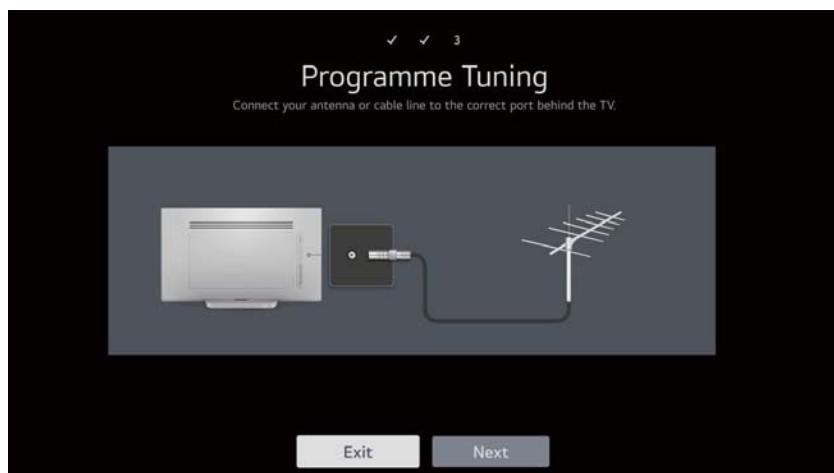 3
Programme Tuning
Connect your antenna or cable line to the correct port behind the TV.
Exit Next